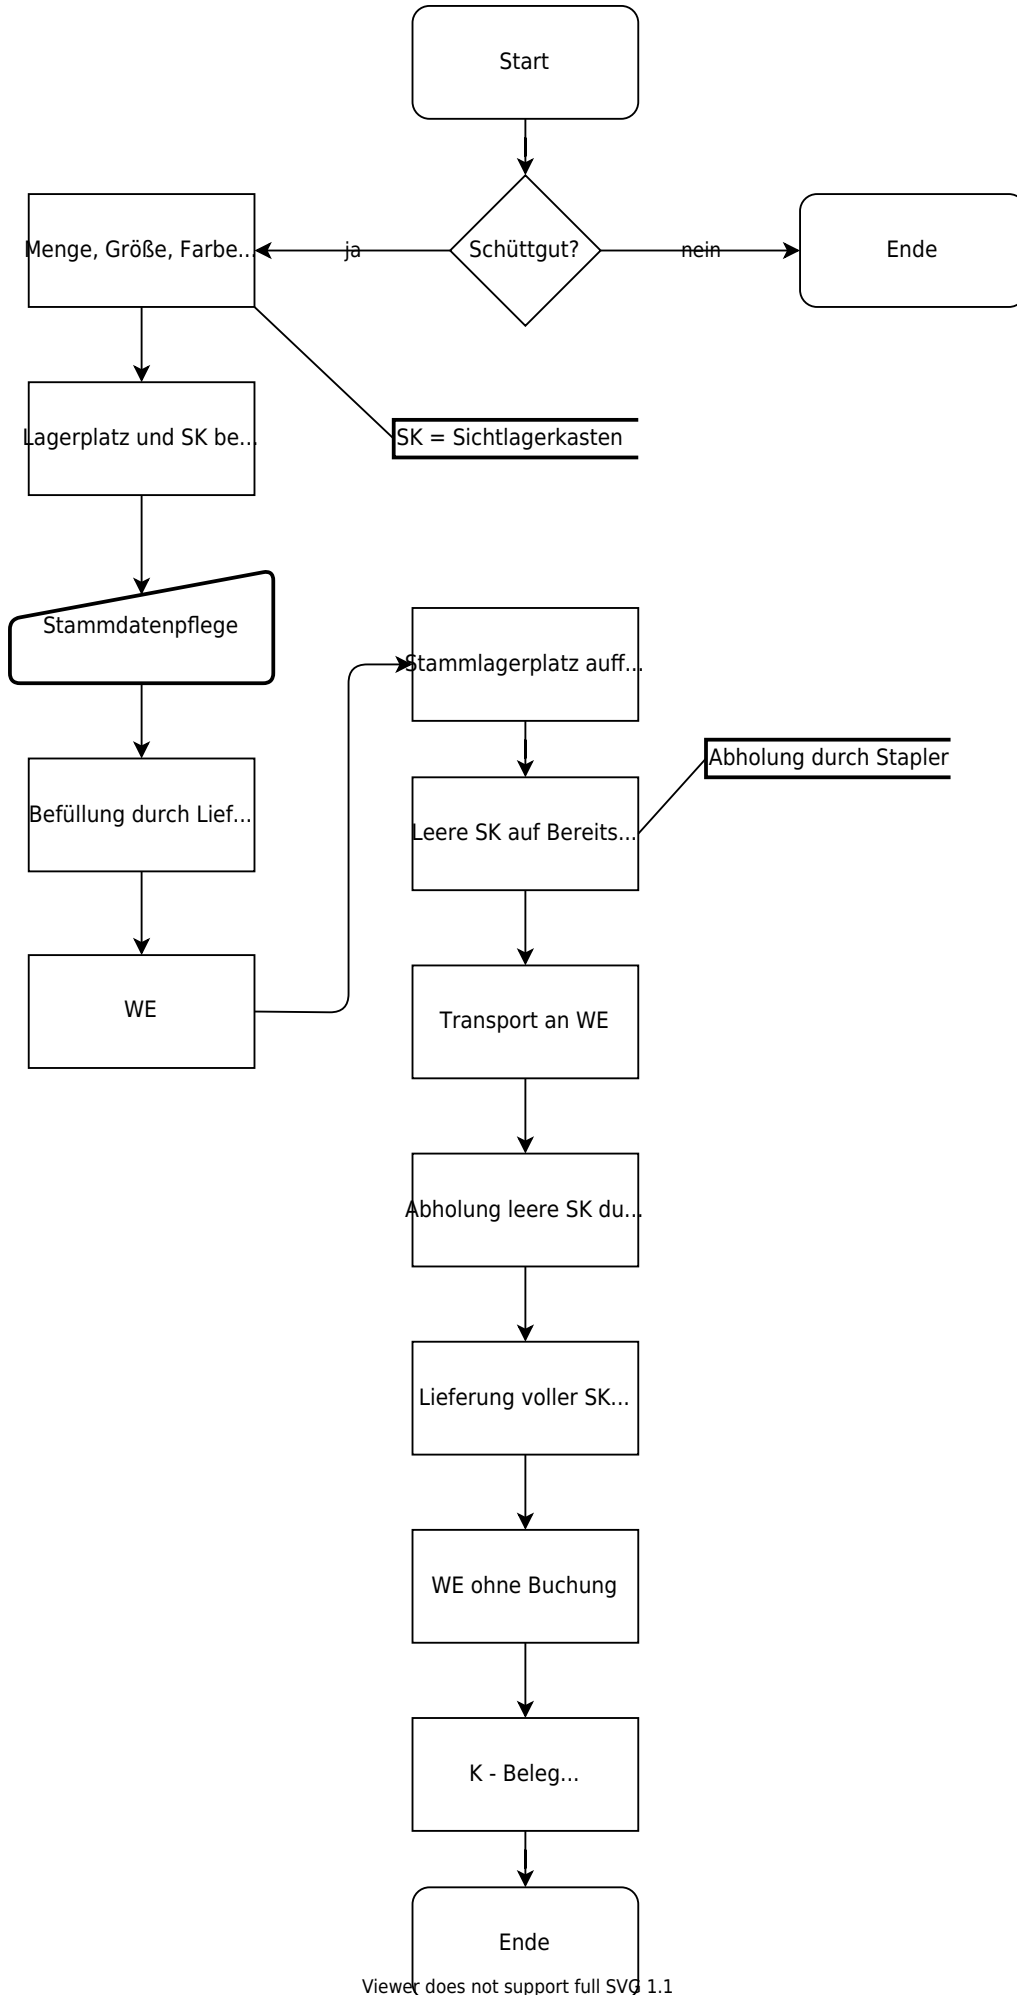 Start
Schüttgut?
ja
nein
Ende
Menge, Größe, Farbe...
Lagerplatz und SK be...
SK = Sichtlagerkasten
Stammdatenpflege
Befüllung durch Lief...
WE
Stammlagerplatz auff...
Abholung durch Stapler
Leere SK auf Bereits...
Transport an WE
Abholung leere SK du...
Lieferung voller SK...
WE ohne Buchung
K - Beleg...
Ende
Viewer does not support full SVG 1.1